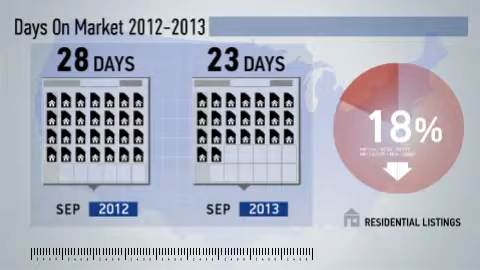 Days On Market 2012-2013
28 DAYS
23 DAYS
18%
SEP 2012
SEP 2013
RESIDENTIAL LISTINGS